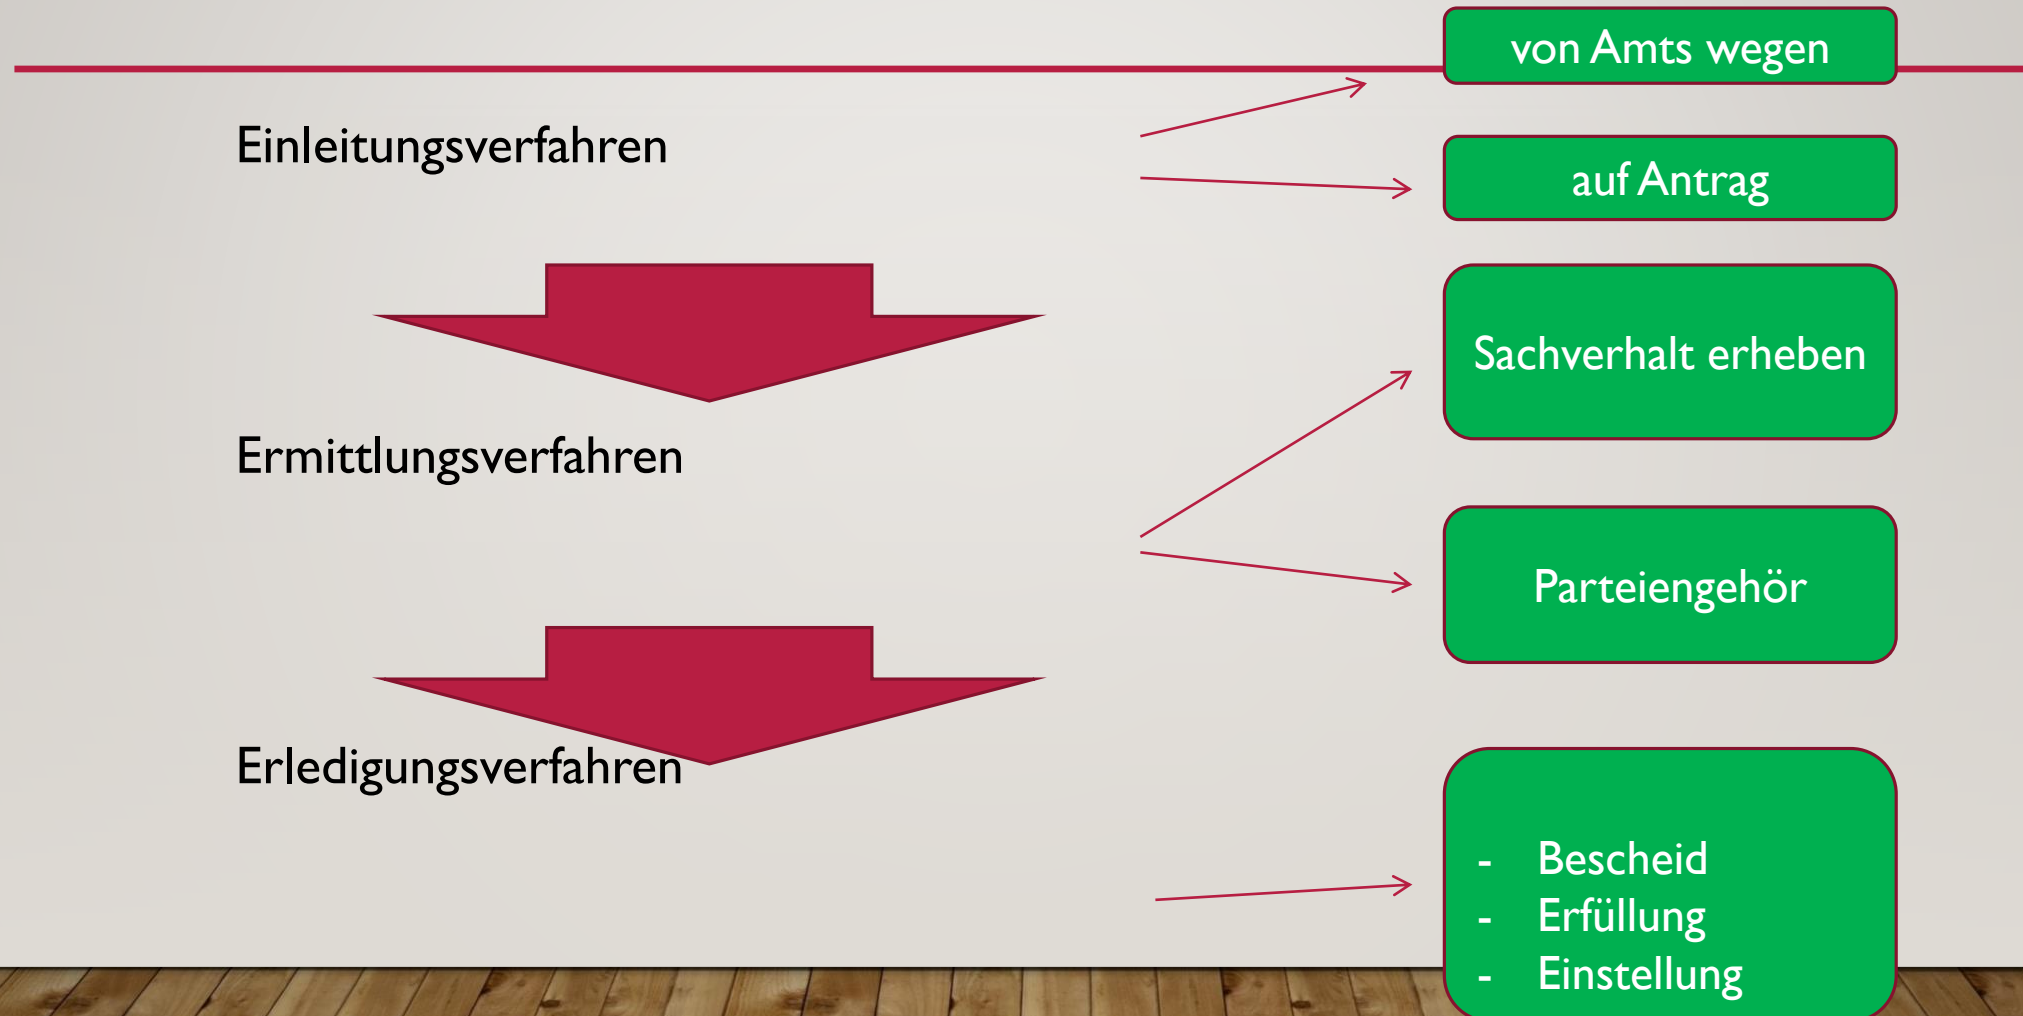 von Amts wegen
Einleitungsverfahren
auf Antrag
Sachverhalt erheben
Ermittlungsverfahren
Parteiengehör
Erledigungsverfahren
- Bescheid
- Erfüllung
- Einstellung